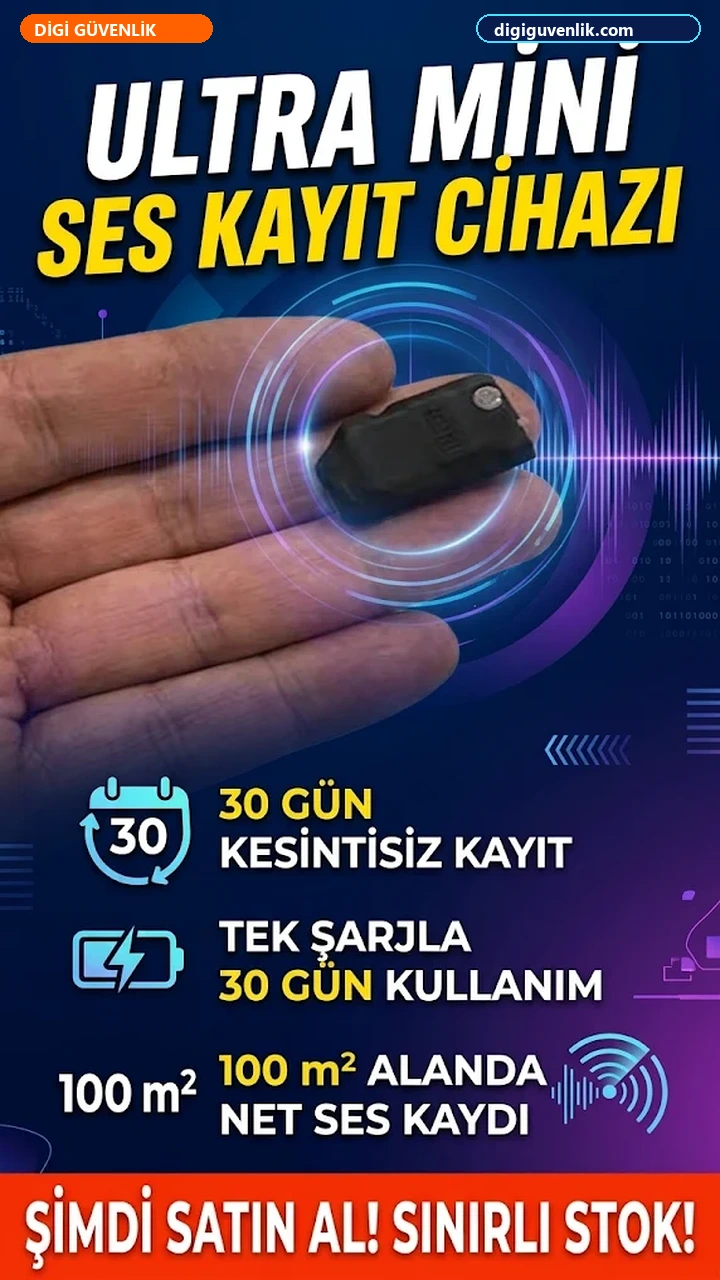 DİGİ GÜVENLİK
digiguvenlik.com
ULTRA MİNİ
SES KAYIT CİHAZI
30
30 GÜN
KESİNTİSİZ KAYIT
TEK ŞARJLA
30 GÜN KULLANIM
100 m²
100 m² ALANDA
NET SES KAYDI
ŞİMDİ SATIN AL! SINIRLI STOK!